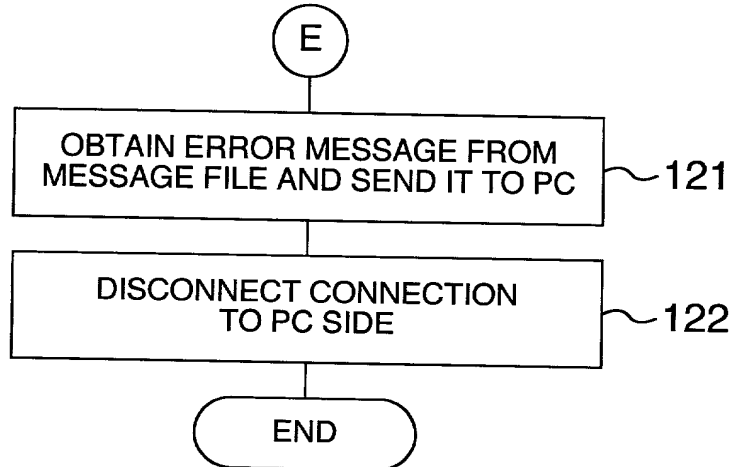 E
OBTAIN ERROR MESSAGE FROM
MESSAGE FILE AND SEND IT TO PC
121
DISCONNECT CONNECTION
TO PC SIDE
122
END